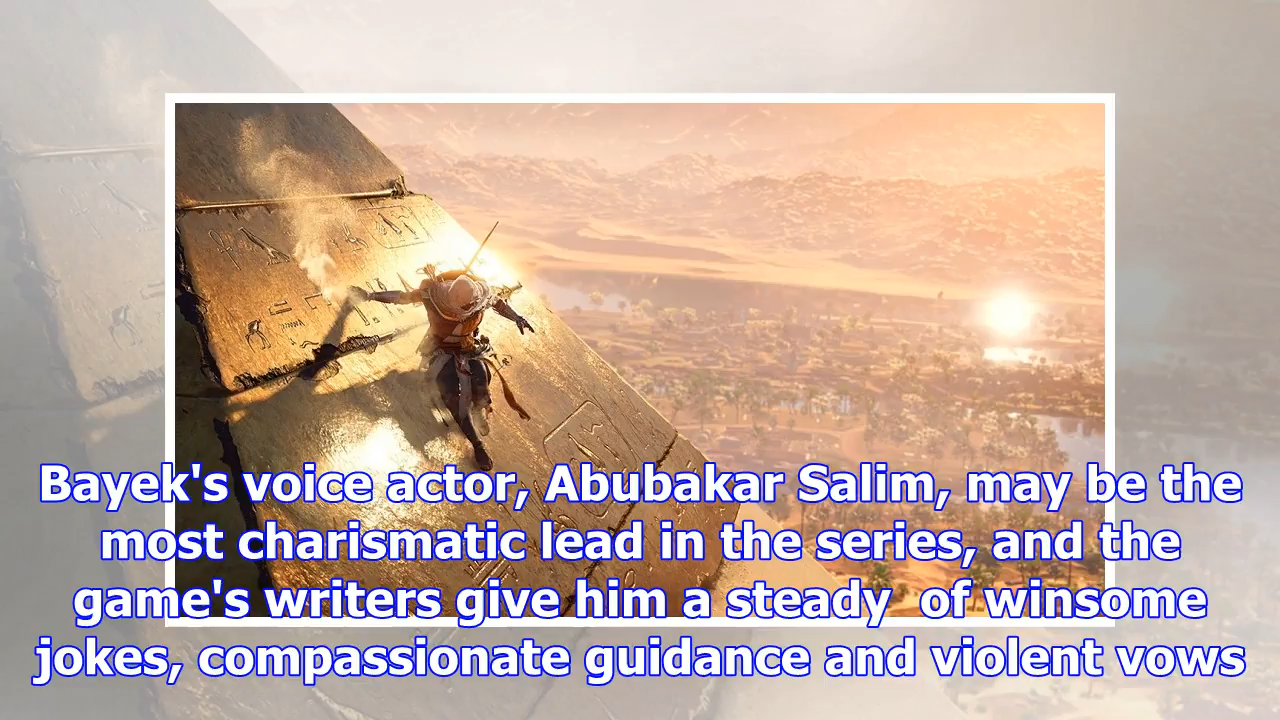 Bayek's voice actor, Abubakar Salim, may be the
most charismatic lead in the series, and the
game's writers give him a steady  of winsome
jokes, compassionate guidance and violent vows